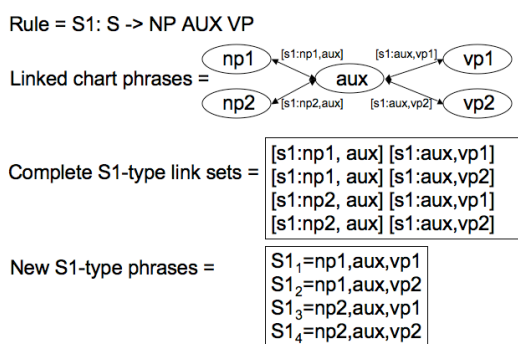 Rule = S1: S -> NP AUX VP
np1 [s1:np1,aux] [s1:aux,vp1] vp1
Linked chart phrases = aux
np2 [s1:np2,aux] [s1:aux,vp2] vp2
[s1:np1, aux] [s1:aux,vp1]
Complete S1-type link sets = [s1:np1, aux] [s1:aux,vp2]
[s1:np2, aux] [s1:aux,vp1]
[s1:np2, aux] [s1:aux,vp2]
New S1-type phrases = S1₁=np1,aux,vp1
S1₂=np1,aux,vp2
S1₃=np2,aux,vp1
S1₄=np2,aux,vp2